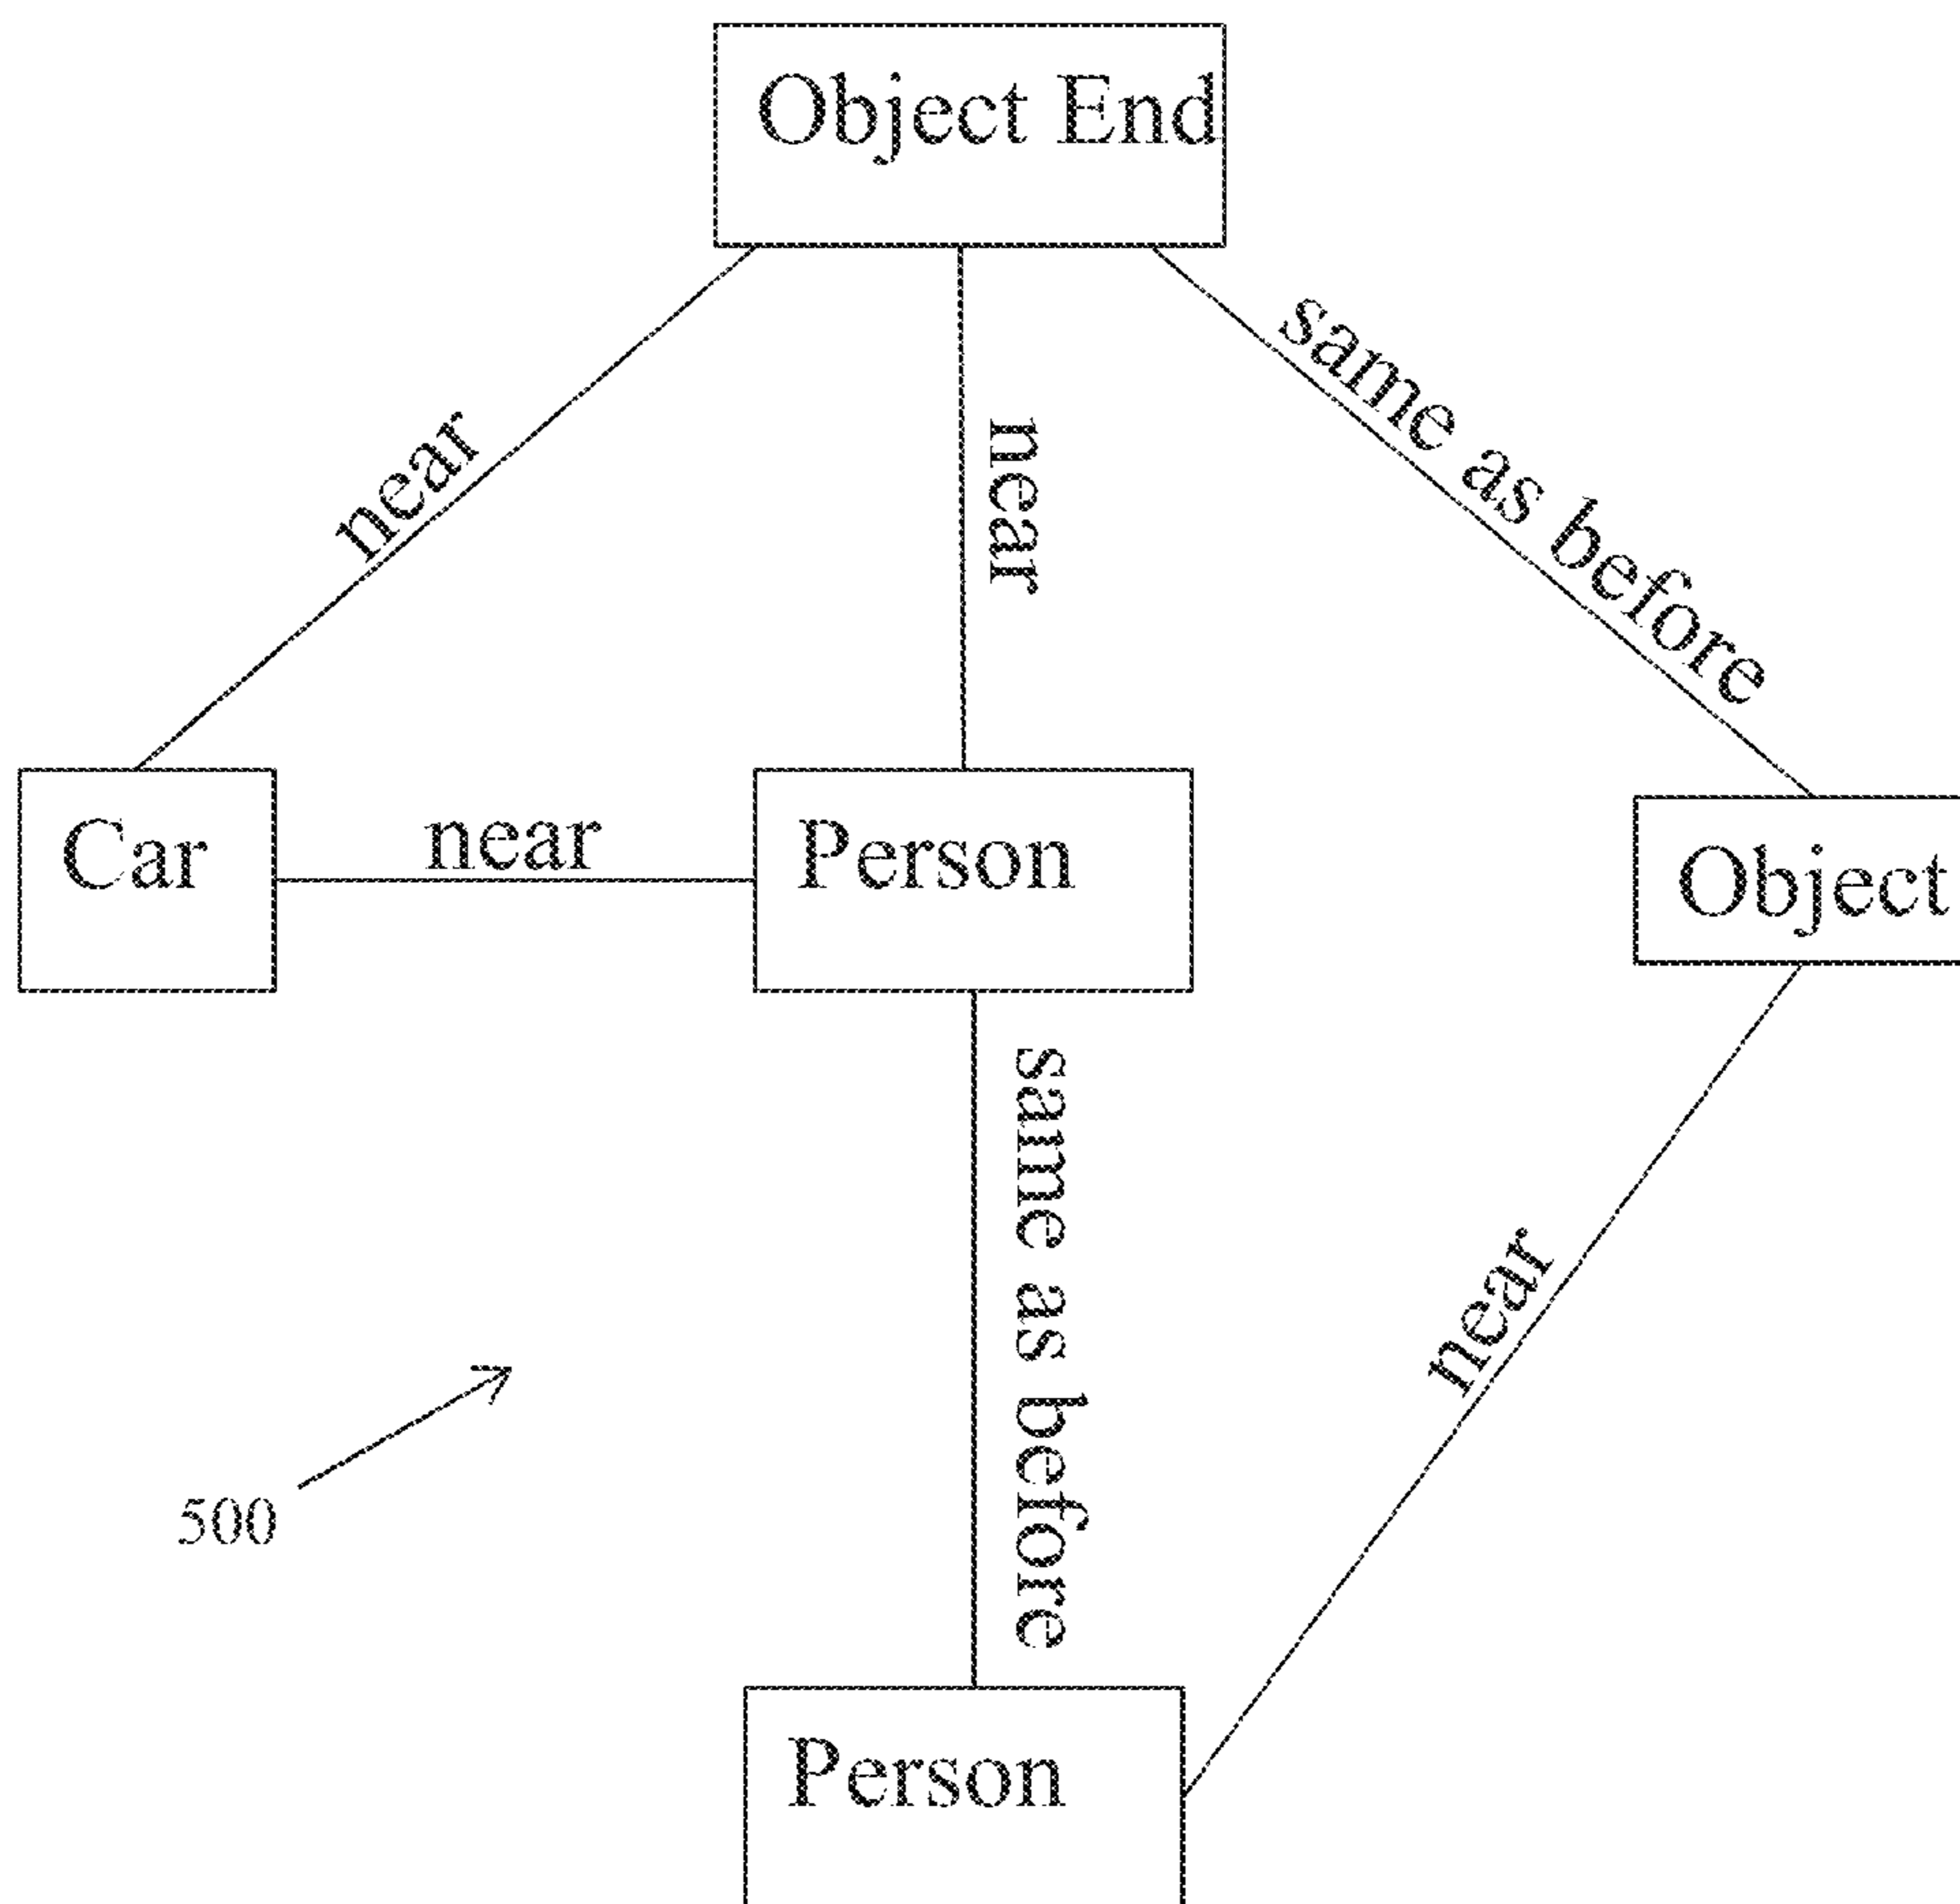 Object End
same as before
near
near
Car
near
Person
Object
same as before
near
500
Person